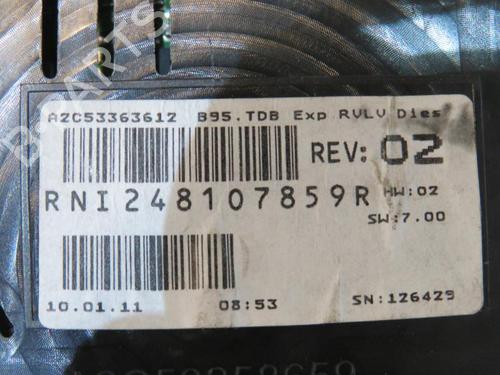 A2C53363612 B95.TDB Exp RVLV Dies
REV: 02
RNI248107859R HW:02
SW:7.00
10.01.11 08:53 SN:126429